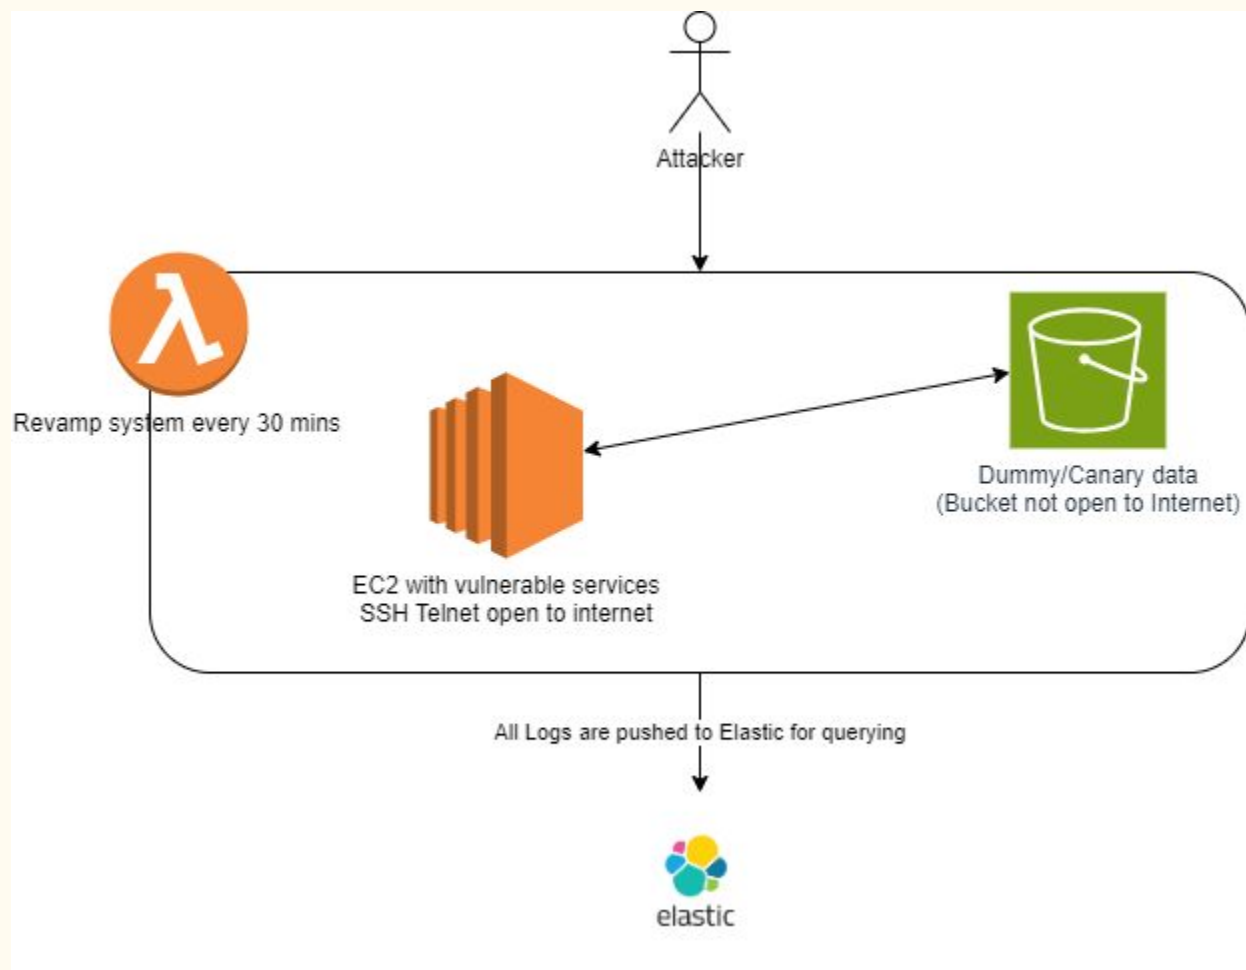 Attacker
Revamp system every 30 mins
Dummy/Canary data
(Bucket not open to Internet)
EC2 with vulnerable services
SSH Telnet open to internet
All Logs are pushed to Elastic for querying
elastic